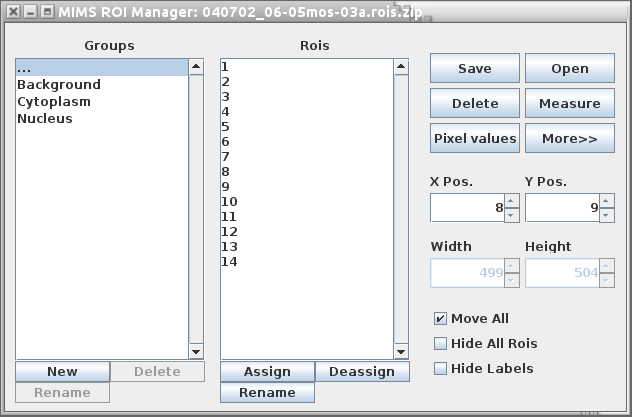 MIMS ROI Manager: 040702_06-05mos-03a.rois.zip
Groups
...
Background
Cytoplasm
Nucleus
New
Delete
Rename
Rois
1
2
3
4
5
6
7
8
9
10
11
12
13
14
Assign
Deassign
Rename
Save
Open
Delete
Measure
Pixel values
More>>
X Pos.
Y Pos.
8
9
Width
Height
499
504
Move All
Hide All Rois
Hide Labels